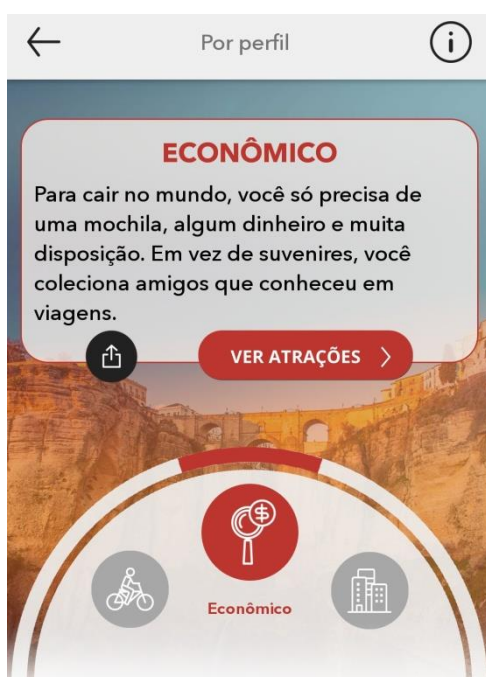 Por perfil
ECONÔMICO
Para cair no mundo, você só precisa de
uma mochila, algum dinheiro e muita
disposição. Em vez de suvenires, você
coleciona amigos que conheceu em
viagens.
VER ATRAÇÕES
$
Econômico